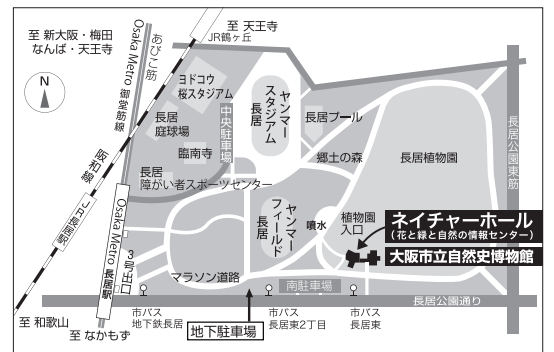 至 天王寺
JR鶴ヶ丘
至 新大阪・梅田
なんば・天王寺
あびこ筋
Osaka Metro 御堂筋線
N
ヨドコウ
桜スタジアム
ヤンマー
スタジアム
長居
中央駐車場
長居プール
長居
庭球場
臨南寺
郷土の森
長居植物園
長居公園東筋
阪和線
JR長居駅
長居
障がい者スポーツセンター
ヤンマー
フィールド
長居
噴水
植物園
入口
ネイチャーホール
(花と緑と自然の情報センター)
大阪市立自然史博物館
Osaka Metro 長居駅
3号出口
マラソン道路
南駐車場
長居公園通り
市バス
地下鉄長居
地下駐車場
市バス
長居東2丁目
市バス
長居東
至 和歌山
至 なかもず